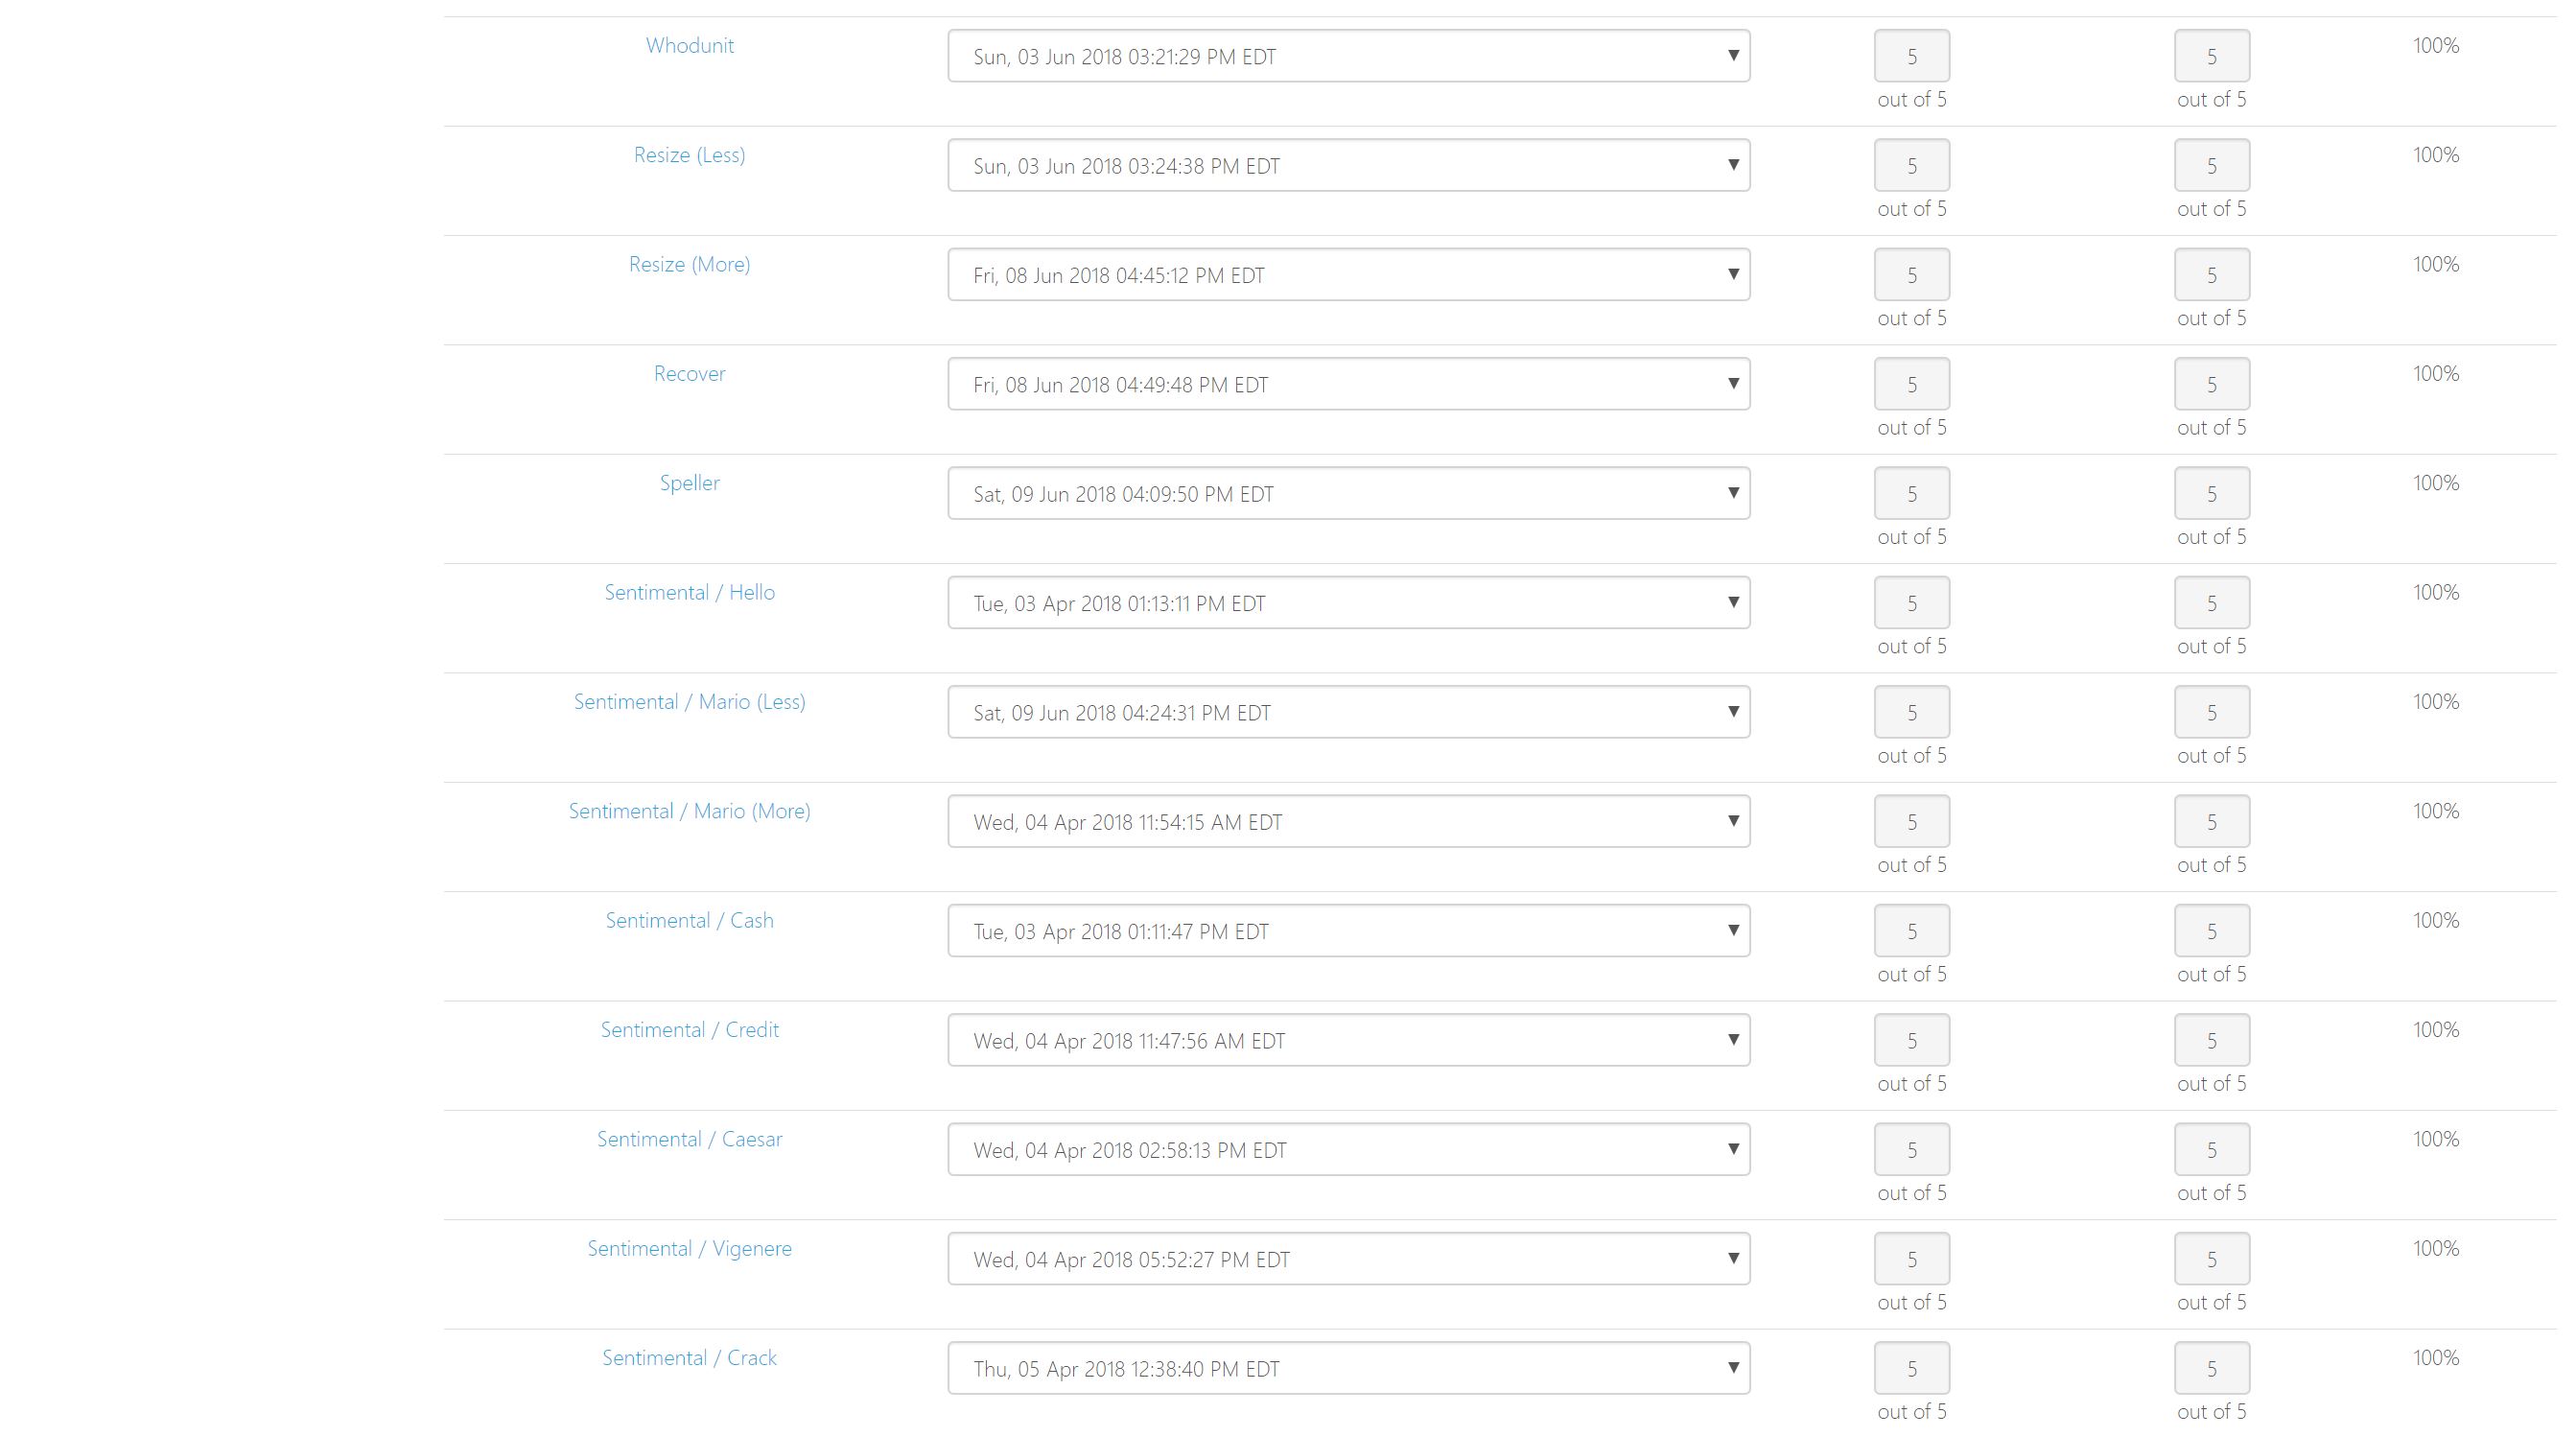 Whodunit Sun, 03 Jun 2018 03:21:29 PM EDT 5 5 100%
out of 5 out of 5
Resize (Less) Sun, 03 Jun 2018 03:24:38 PM EDT 5 5 100%
out of 5 out of 5
Resize (More) Fri, 08 Jun 2018 04:45:12 PM EDT 5 5 100%
out of 5 out of 5
Recover Fri, 08 Jun 2018 04:49:48 PM EDT 5 5 100%
out of 5 out of 5
Speller Sat, 09 Jun 2018 04:09:50 PM EDT 5 5 100%
out of 5 out of 5
Sentimental / Hello Tue, 03 Apr 2018 01:13:11 PM EDT 5 5 100%
out of 5 out of 5
Sentimental / Mario (Less) Sat, 09 Jun 2018 04:24:31 PM EDT 5 5 100%
out of 5 out of 5
Sentimental / Mario (More) Wed, 04 Apr 2018 11:54:15 AM EDT 5 5 100%
out of 5 out of 5
Sentimental / Cash Tue, 03 Apr 2018 01:11:47 PM EDT 5 5 100%
out of 5 out of 5
Sentimental / Credit Wed, 04 Apr 2018 11:47:56 AM EDT 5 5 100%
out of 5 out of 5
Sentimental / Caesar Wed, 04 Apr 2018 02:58:13 PM EDT 5 5 100%
out of 5 out of 5
Sentimental / Vigenere Wed, 04 Apr 2018 05:52:27 PM EDT 5 5 100%
out of 5 out of 5
Sentimental / Crack Thu, 05 Apr 2018 12:38:40 PM EDT 5 5 100%
out of 5 out of 5